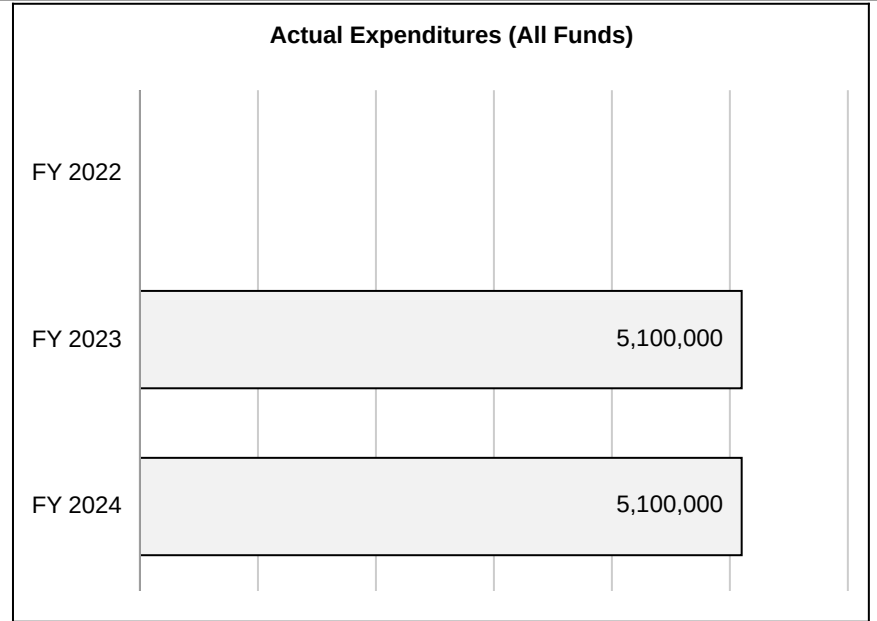 Actual Expenditures (All Funds)
FY 2022
FY 2023
5,100,000
FY 2024
5,100,000